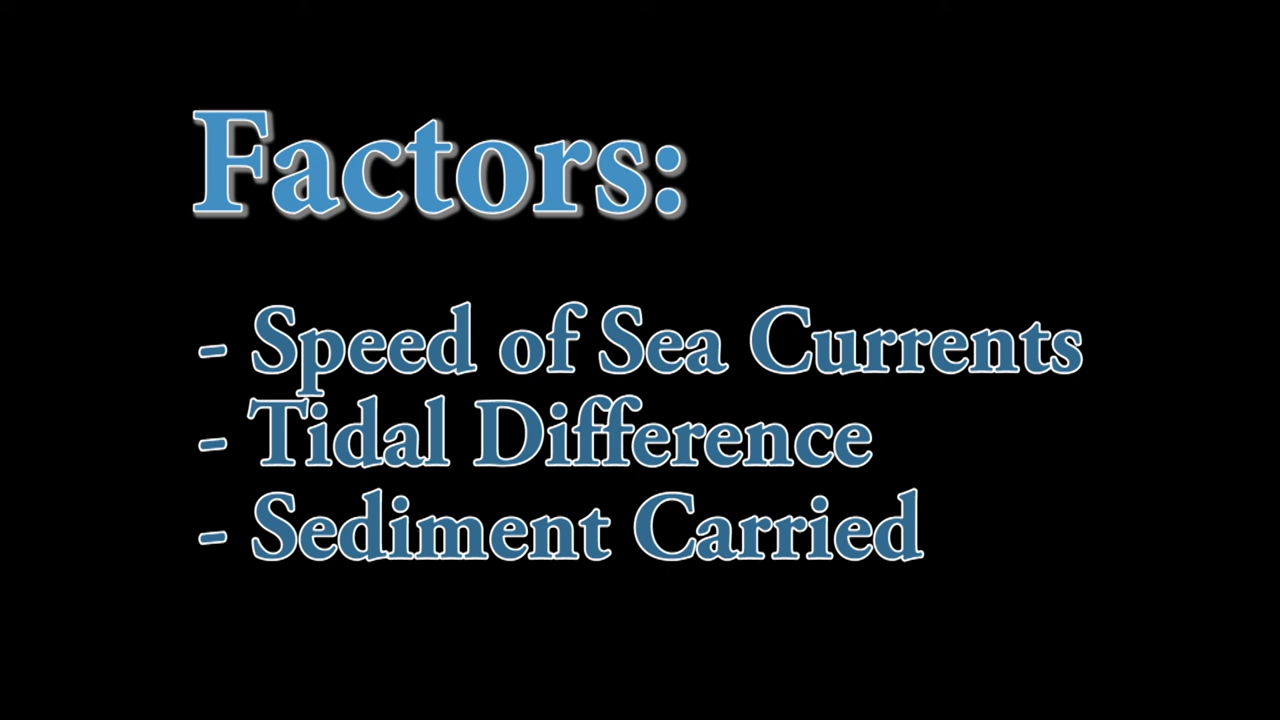 Factors:
- Speed of Sea Currents
- Tidal Difference
- Sediment Carried